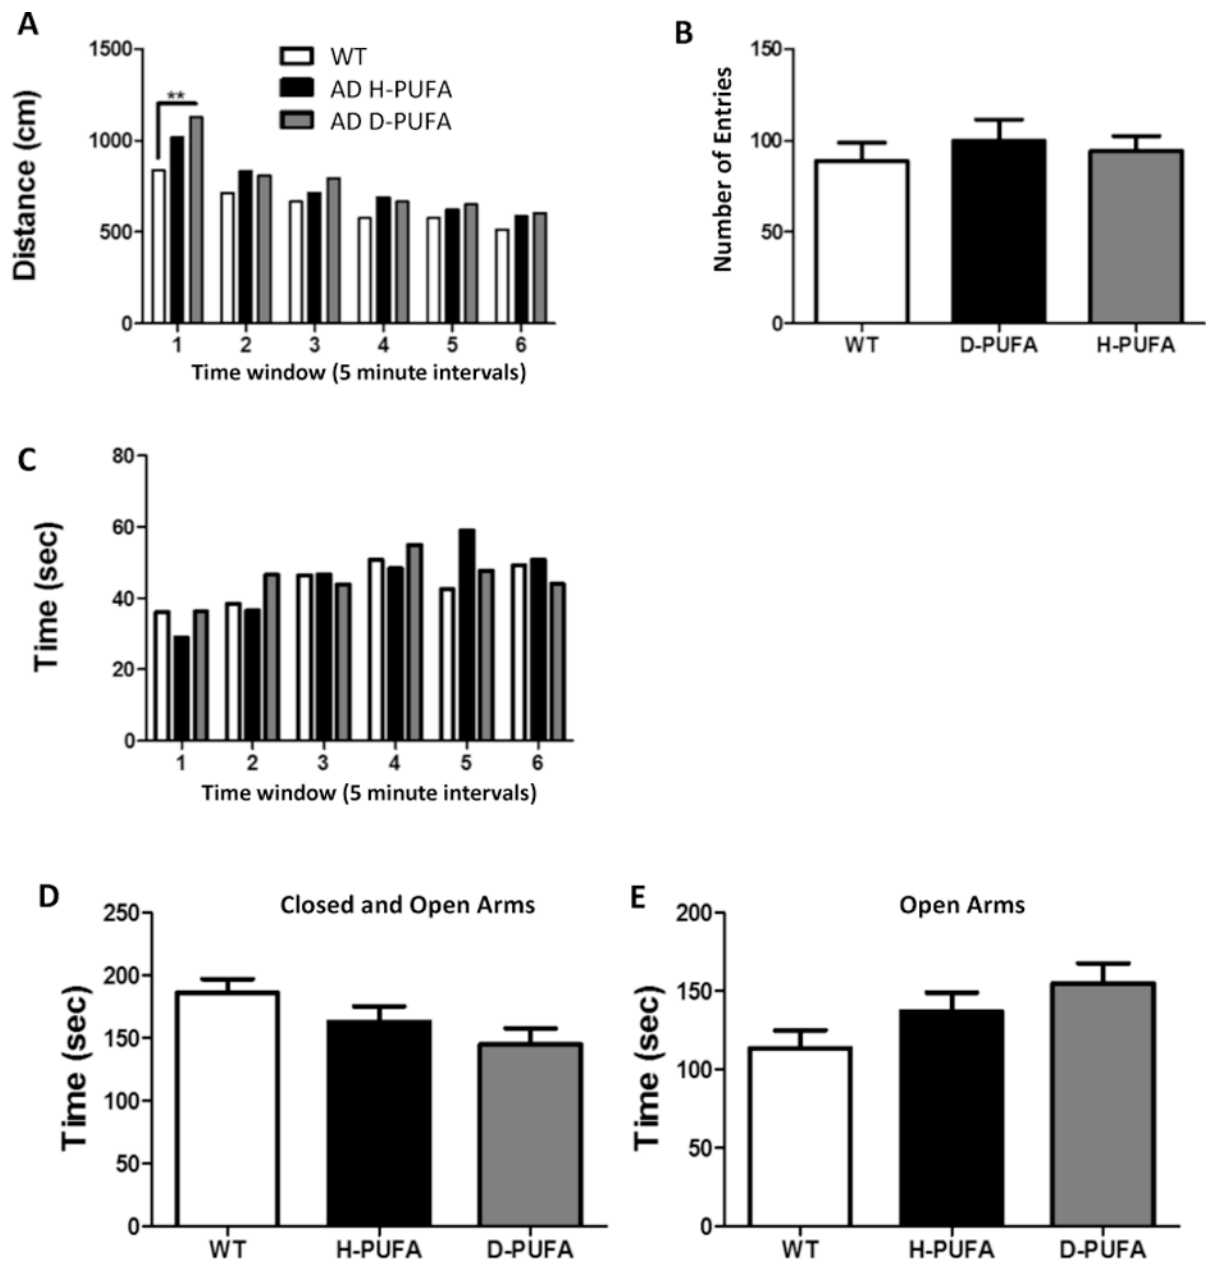 A
Distance (cm)
1500
1000
500
0
**
WT
AD H-PUFA
AD D-PUFA
1 2 3 4 5 6
Time window (5 minute intervals)
B
Number of Entries
150
100
50
0
WT D-PUFA H-PUFA
C
Time (sec)
80
60
40
20
0
1 2 3 4 5 6
Time window (5 minute intervals)
D
Closed and Open Arms
Time (sec)
250
200
150
100
50
0
WT H-PUFA D-PUFA
E
Open Arms
Time (sec)
200
150
100
50
0
WT H-PUFA D-PUFA